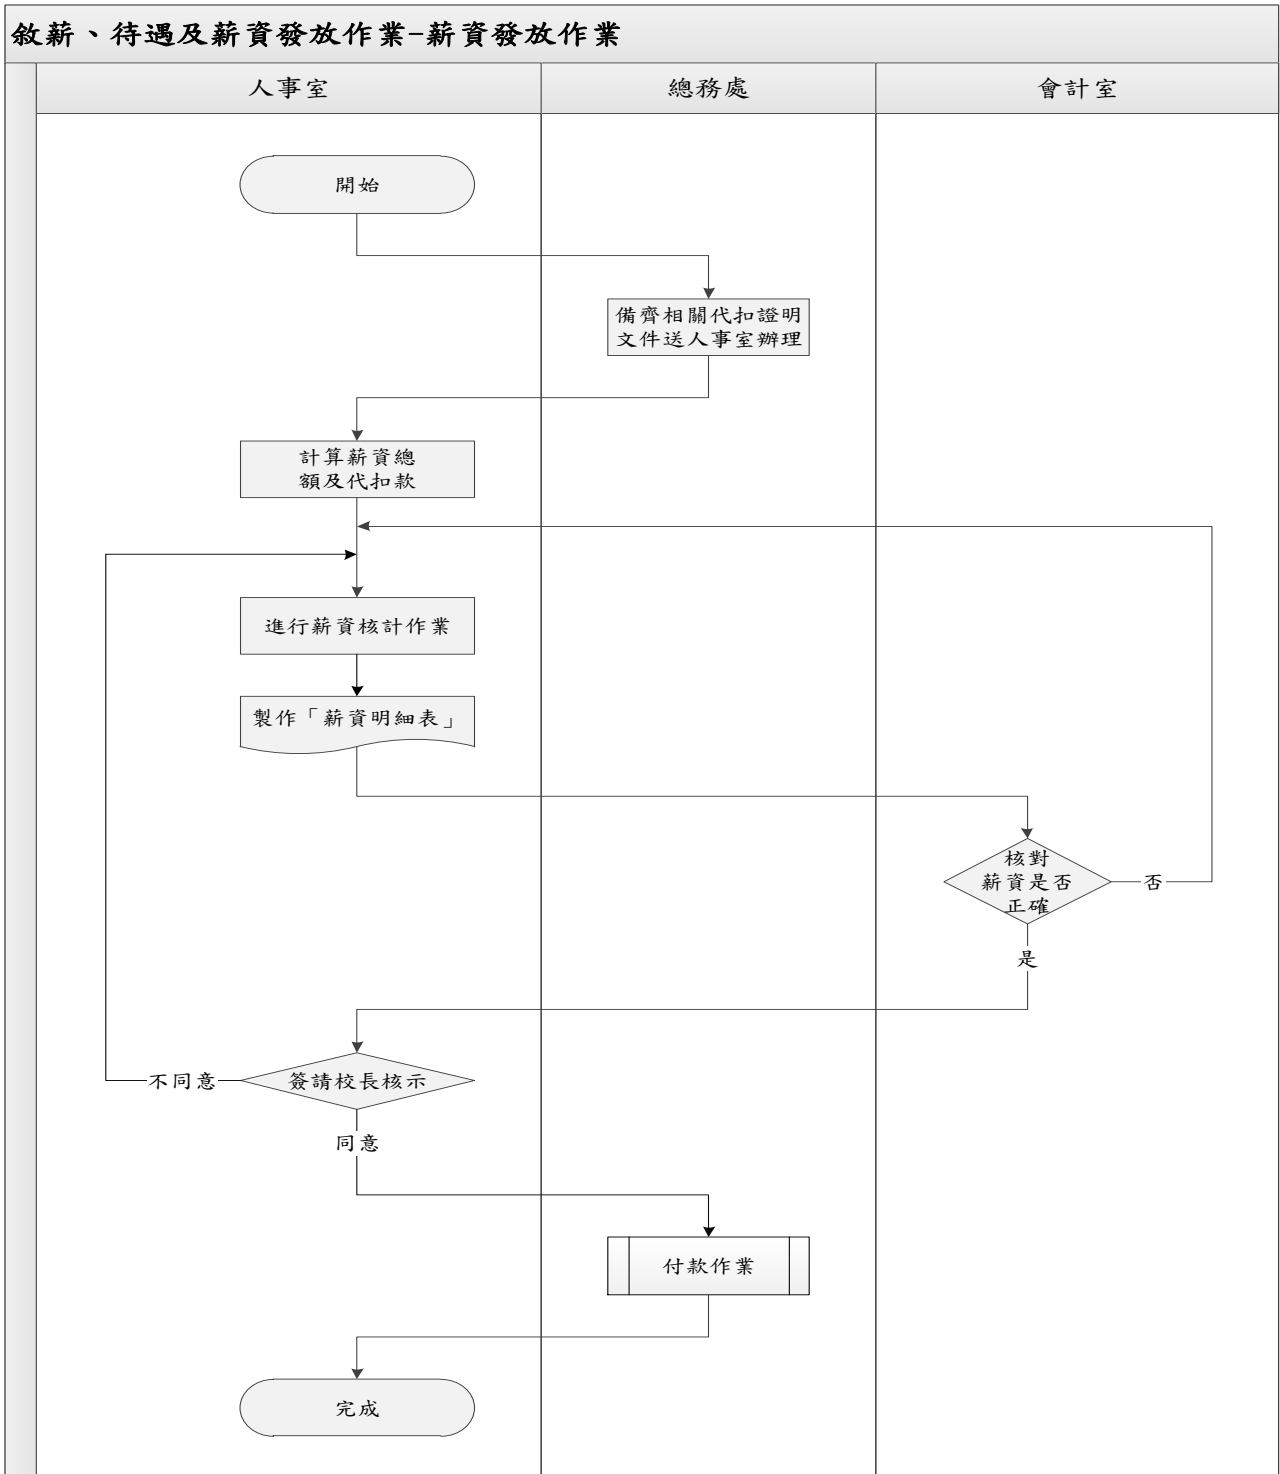 敘薪、待遇及薪資發放作業-薪資發放作業
人事室
總務處
會計室
開始
備齊相關代扣證明
文件送人事室辦理
計算薪資總
額及代扣款
進行薪資核計作業
製作「薪資明細表」
核對
薪資是否
正確
否
是
簽請校長核示
不同意
同意
付款作業
完成